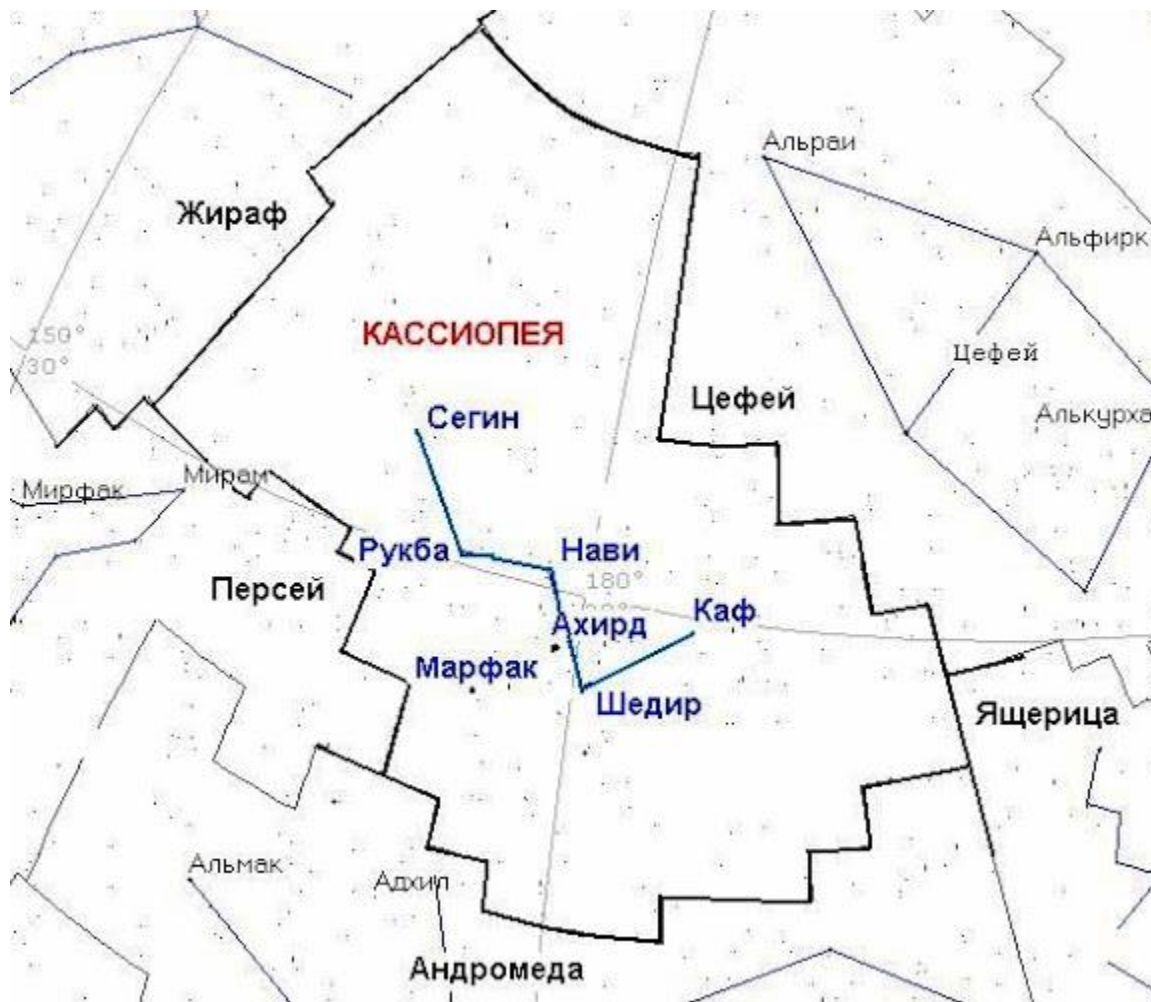 Альраи
Жираф
Альфирк
КАССИОПЕЯ
150°
30°
Цефей
Цефей
Сегин
Алькурха
Мирам
Мирфак
Рукба
Нави
180°
Персей
Каф
Ахирд
Марфак
Шедир
Ящерица
Альмак
Адхил
Андромеда